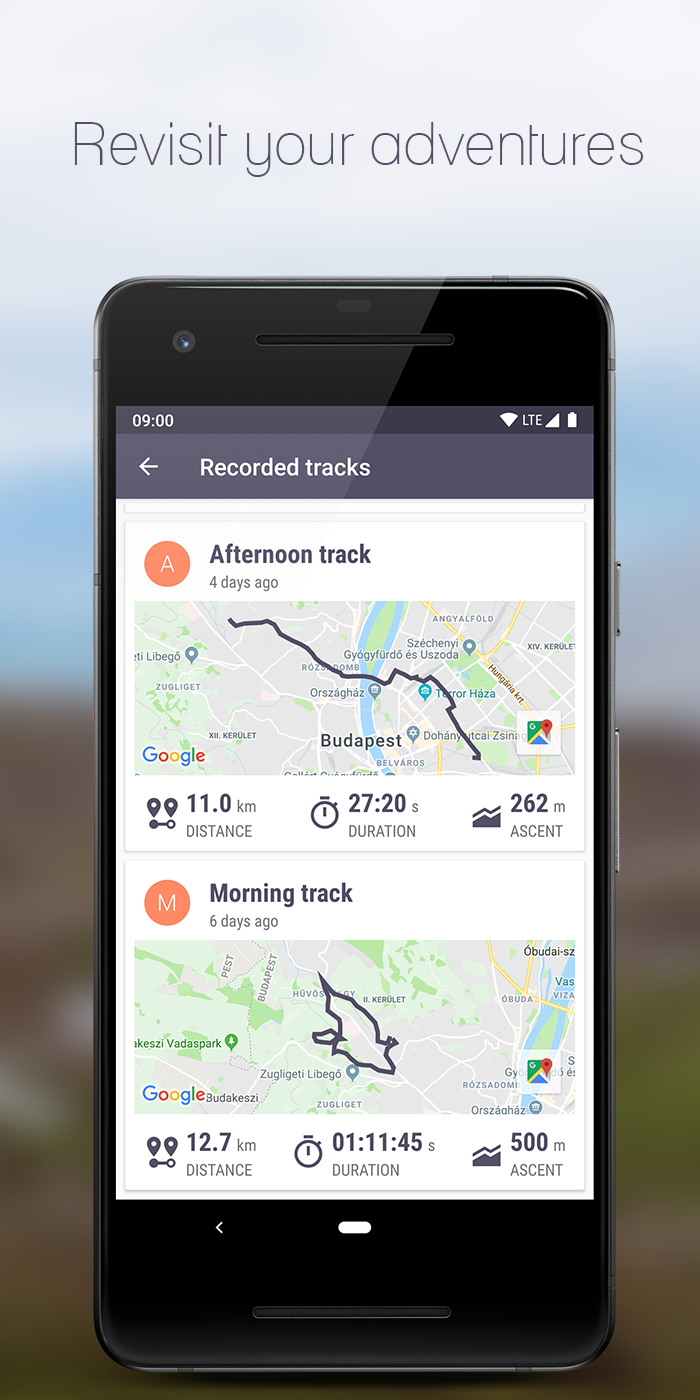 Revisit your adventures
09:00
LTE
Recorded tracks
A
Afternoon track
4 days ago
ANGYALFÖLD
Széchenyi
Gyógyfürdő és Uszoda
XIV. KERÜLET
eti Libegő
RÓZSADOMB
Hungária krt.
ZUGLIGET
Országház
Terror Háza
XII. KERÜLET
Budapest
Dohány utcai Zsinag
Google
BELVÁROS
Gellért Gyógyfürdő
11.0 km
DISTANCE
27:20 s
DURATION
262 m
ASCENT
M
Morning track
6 days ago
Óbudai-sz
PEST
BUDAPEST
Vas
HŰVÖSVÖLGY
II. KERÜLET
ÓBUDA
VIZA
akeszi Vadaspark
Zugligeti Libegő
RÓZSADOMB
Google
Budakeszi
ZUGLIGET
Országház
12.7 km
DISTANCE
01:11:45 s
DURATION
500 m
ASCENT